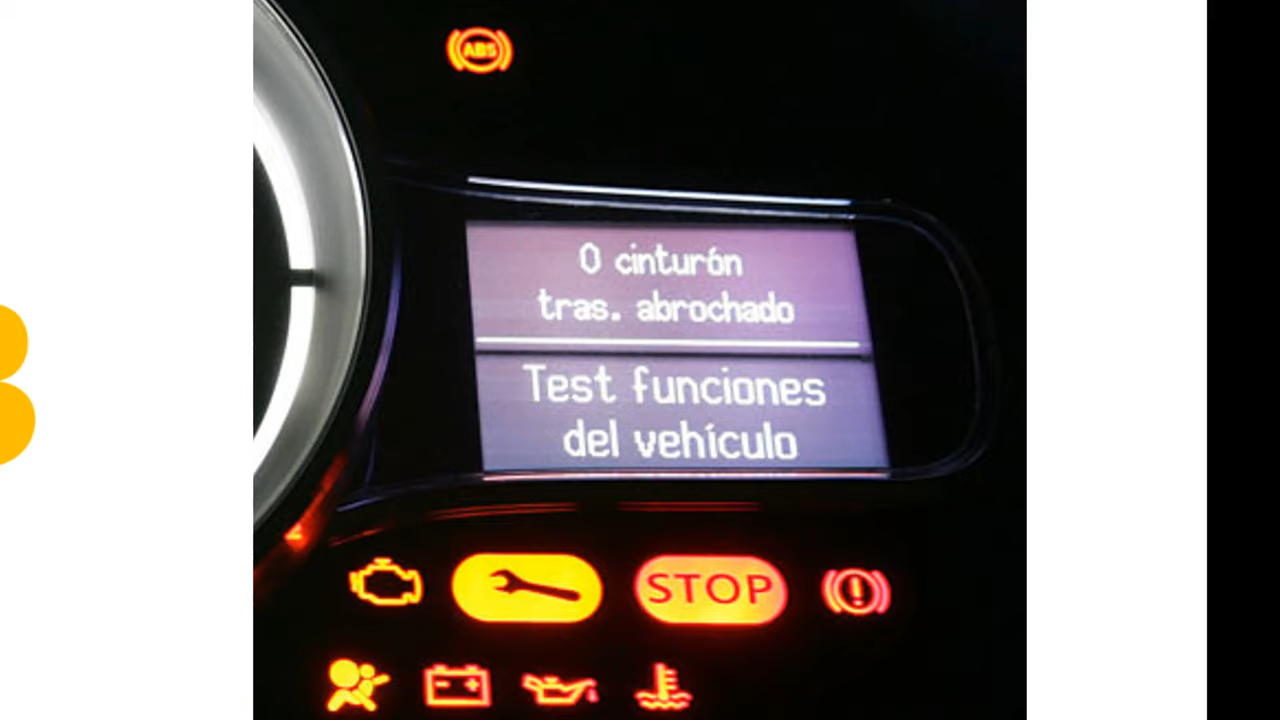 ABS
0 cinturón
tras. abrochado
Test funciones
del vehículo
STOP